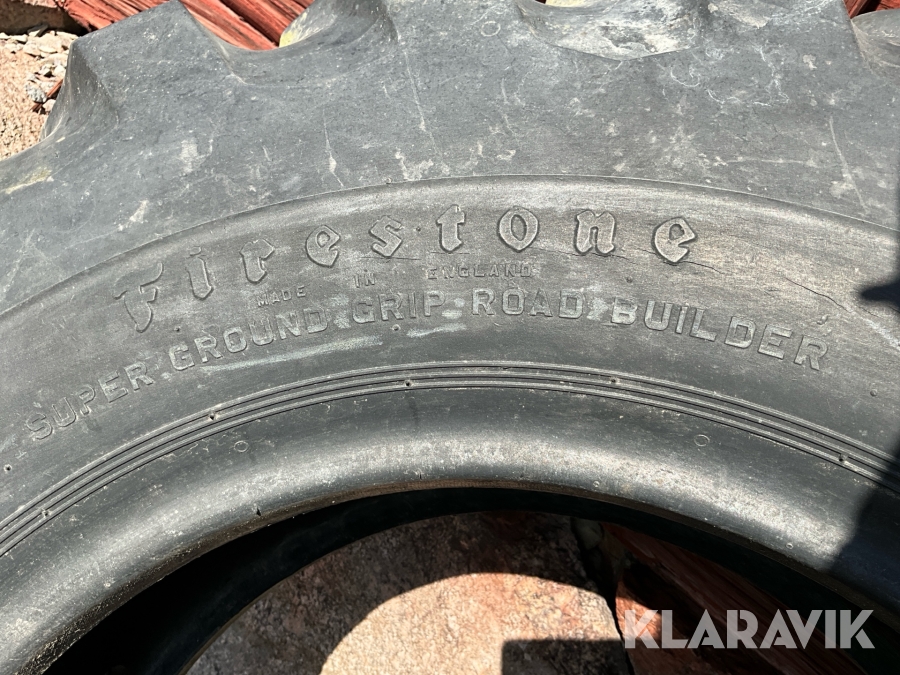 Firestone
MADE IN ENGLAND
SUPER GROUND GRIP ROAD BUILDER
KLARAVIK